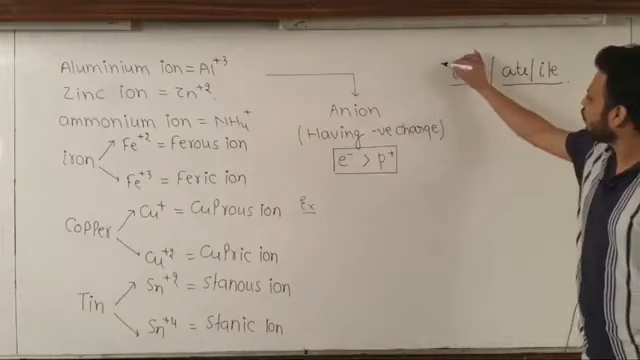 Aluminium ion = Al+3
Zinc ion = Zn+2.
ammonium ion = NH4+
iron
Fe+2 = Ferous ion
Fe+3 = Feric ion
Copper
Cu+ = CuProus ion
Cu+2 = CuPric ion
Tin
Sn+2 = Stanous ion
Sn+4 = Stanic Ion
Anion
(Having -ve charge)
e- > p+
Ex
/ ate/ite.